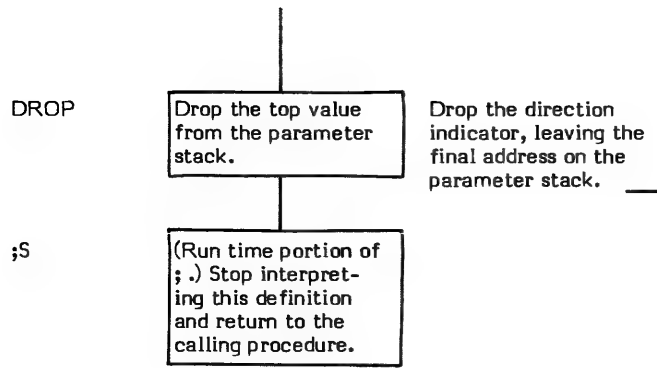 DROP
Drop the top value
from the parameter
stack.
Drop the direction
indicator, leaving the
final address on the
parameter stack.
;S
(Run time portion of
; .) Stop interpret-
ing this definition
and return to the
calling procedure.